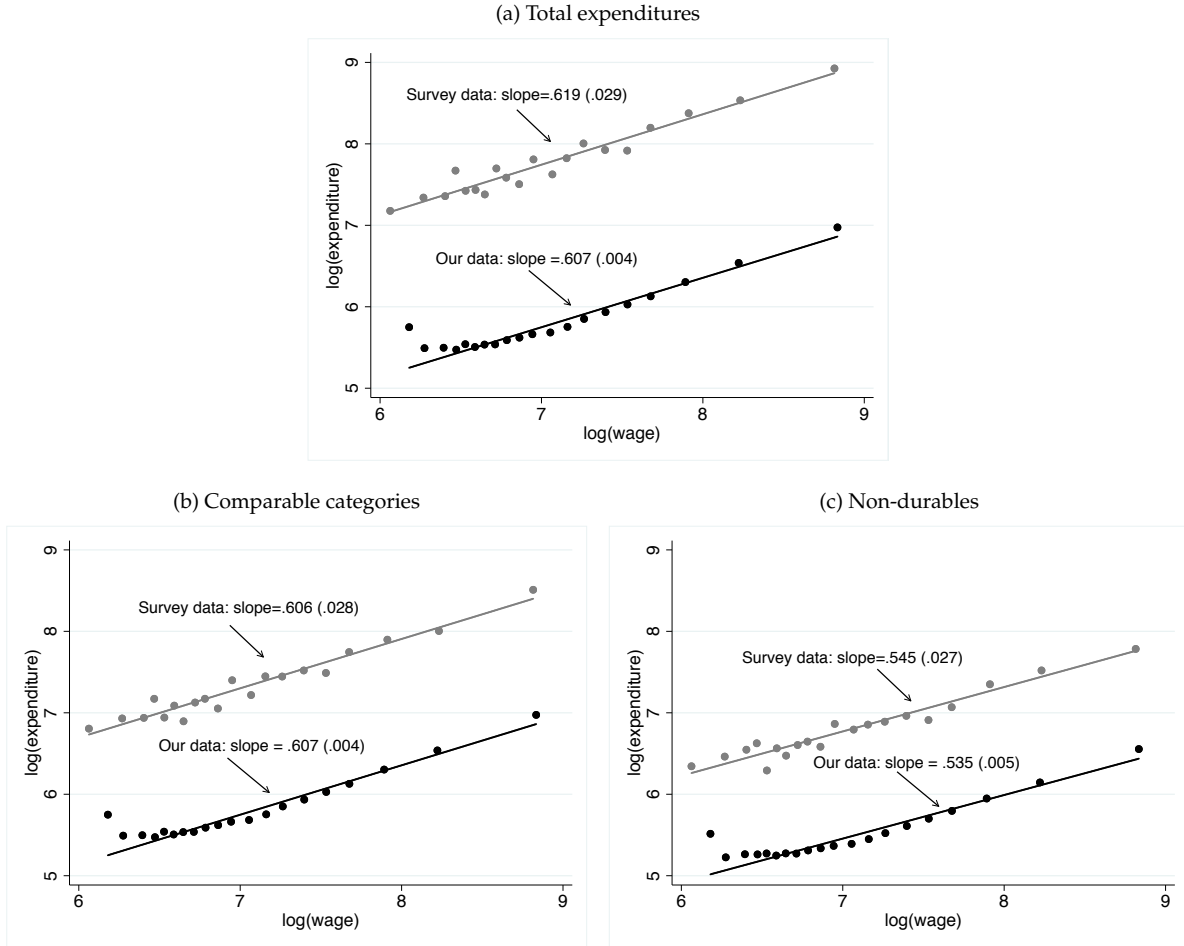 (a) Total expenditures
9
8
7
6
5
log(expenditure)
Survey data: slope=.619 (.029)
Our data: slope =.607 (.004)
6 7 8 9
log(wage)
(b) Comparable categories
9
8
7
6
5
log(expenditure)
Survey data: slope=.606 (.028)
Our data: slope = .607 (.004)
6 7 8 9
log(wage)
(c) Non-durables
9
8
7
6
5
log(expenditure)
Survey data: slope=.545 (.027)
Our data: slope = .535 (.005)
6 7 8 9
log(wage)